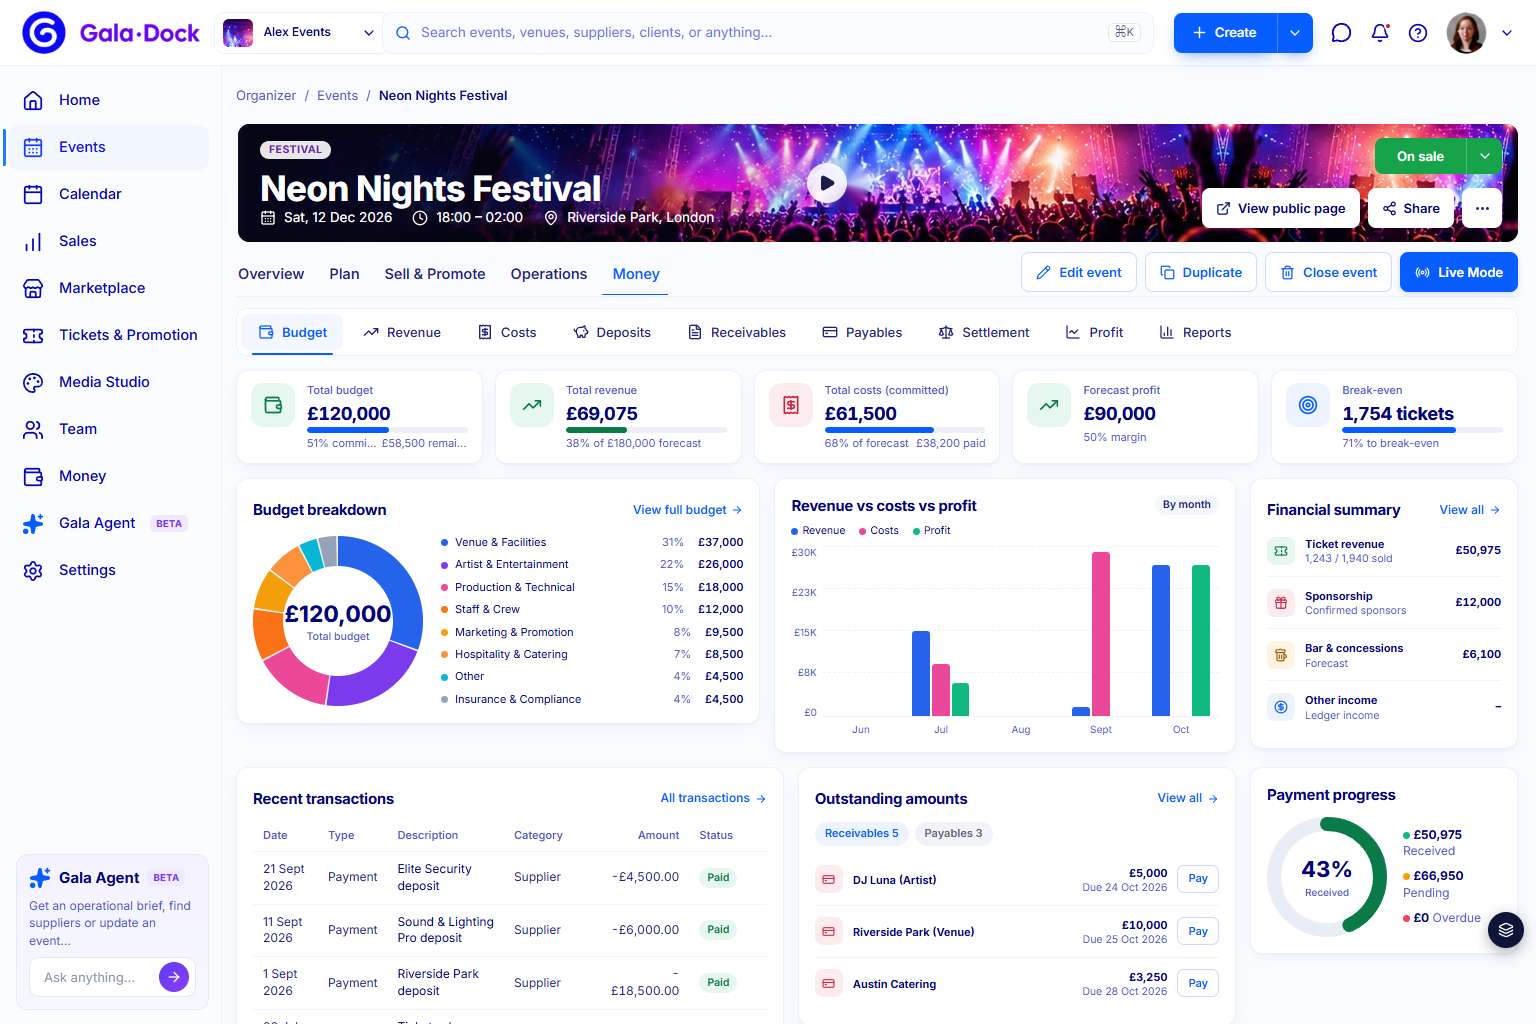 Gala·Dock
Alex Events
Search events, venues, suppliers, clients, or anything...
⌘K
Create
Home
Events
Calendar
Sales
Marketplace
Tickets & Promotion
Media Studio
Team
Money
Gala Agent BETA
Settings
Gala Agent BETA
Get an operational brief, find
suppliers or update an
event...
Ask anything...
Organizer / Events / Neon Nights Festival
FESTIVAL
Neon Nights Festival
Sat, 12 Dec 2026 18:00 – 02:00 Riverside Park, London
On sale
View public page
Share
Overview Plan Sell & Promote Operations Money
Edit event
Duplicate
Close event
Live Mode
Budget Revenue Costs Deposits Receivables Payables Settlement Profit Reports
Total budget
£120,000
51% commi... £58,500 remai...
Total revenue
£69,075
38% of £180,000 forecast
Total costs (committed)
£61,500
68% of forecast £38,200 paid
Forecast profit
£90,000
50% margin
Break-even
1,754 tickets
71% to break-even
Budget breakdown
View full budget →
£120,000
Total budget
Venue & Facilities 31% £37,000
Artist & Entertainment 22% £26,000
Production & Technical 15% £18,000
Staff & Crew 10% £12,000
Marketing & Promotion 8% £9,500
Hospitality & Catering 7% £8,500
Other 4% £4,500
Insurance & Compliance 4% £4,500
Revenue vs costs vs profit
By month
Revenue Costs Profit
£30K
£23K
£15K
£8K
£0
Jun Jul Aug Sept Oct
Financial summary
View all →
Ticket revenue
1,243 / 1,940 sold
£50,975
Sponsorship
Confirmed sponsors
£12,000
Bar & concessions
Forecast
£6,100
Other income
Ledger income
–
Recent transactions
All transactions →
Date Type Description Category Amount Status
21 Sept
2026
Payment
Elite Security
deposit
Supplier
-£4,500.00
Paid
11 Sept
2026
Payment
Sound & Lighting
Pro deposit
Supplier
-£6,000.00
Paid
1 Sept
2026
Payment
Riverside Park
deposit
Supplier
-
£18,500.00
Paid
Outstanding amounts
View all →
Receivables 5 Payables 3
DJ Luna (Artist)
£5,000
Due 24 Oct 2026
Pay
Riverside Park (Venue)
£10,000
Due 25 Oct 2026
Pay
Austin Catering
£3,250
Due 28 Oct 2026
Pay
Payment progress
43%
Received
£50,975
Received
£66,950
Pending
£0 Overdue